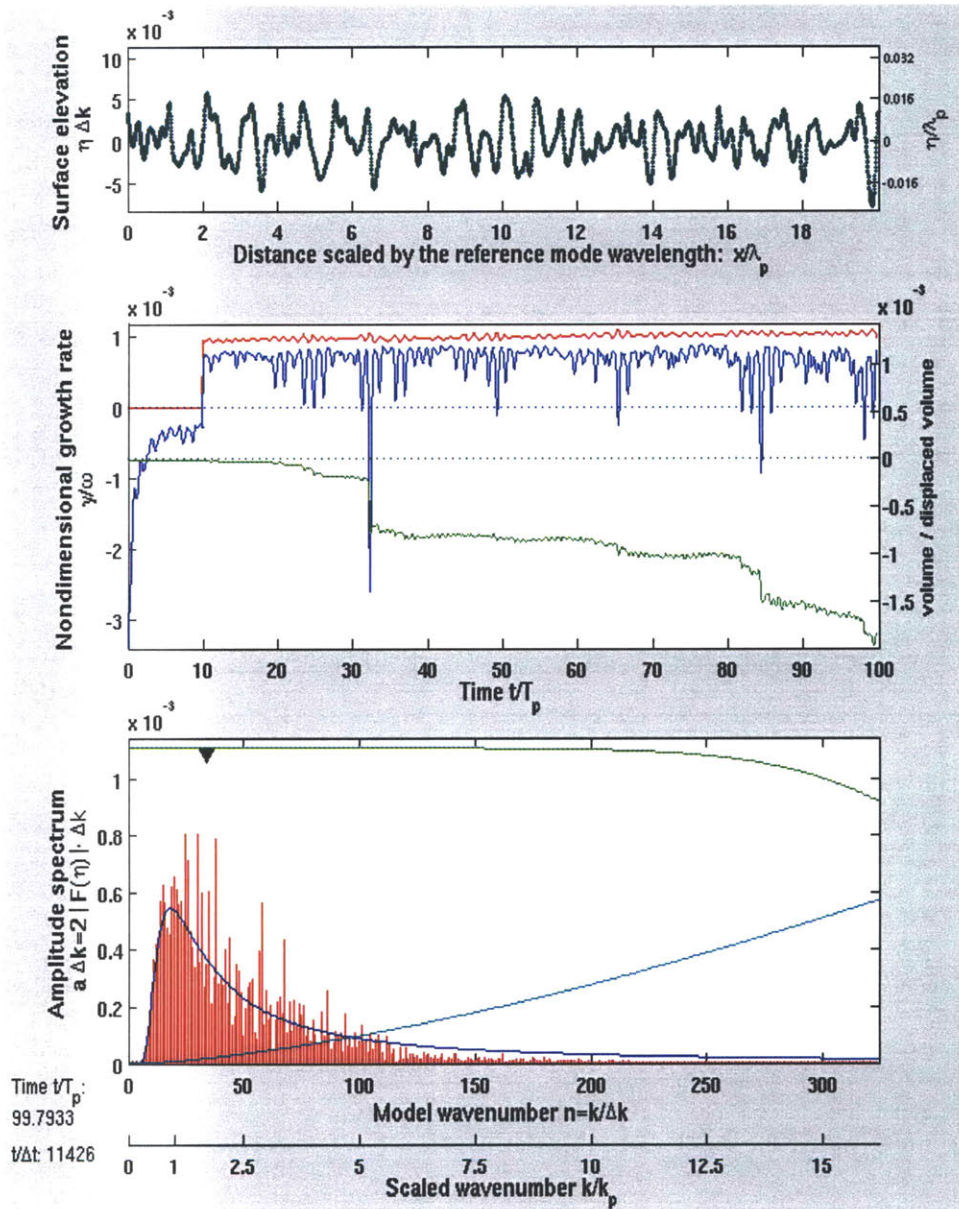 x 10⁻³
Surface elevation
η Δk
10
5
0
-5
0.032
0.016
0
-0.016
η/λp
0 2 4 6 8 10 12 14 16 18
Distance scaled by the reference mode wavelength: x/λp
x 10⁻³
x 10⁻³
Nondimensional growth rate
γ/ω
1
0
-1
-2
-3
1
0.5
0
-0.5
-1
-1.5
volume / displaced volume
0 10 20 30 40 50 60 70 80 90 100
Time t/Tp
x 10⁻³
Amplitude spectrum
a Δk=2 | F(η) | · Δk
1
0.8
0.6
0.4
0.2
0
0 50 100 150 200 250 300
Model wavenumber n=k/Δk
Time t/Tp:
99.7933
t/Δt: 11426
0 1 2.5 5 7.5 10 12.5 15
Scaled wavenumber k/kp